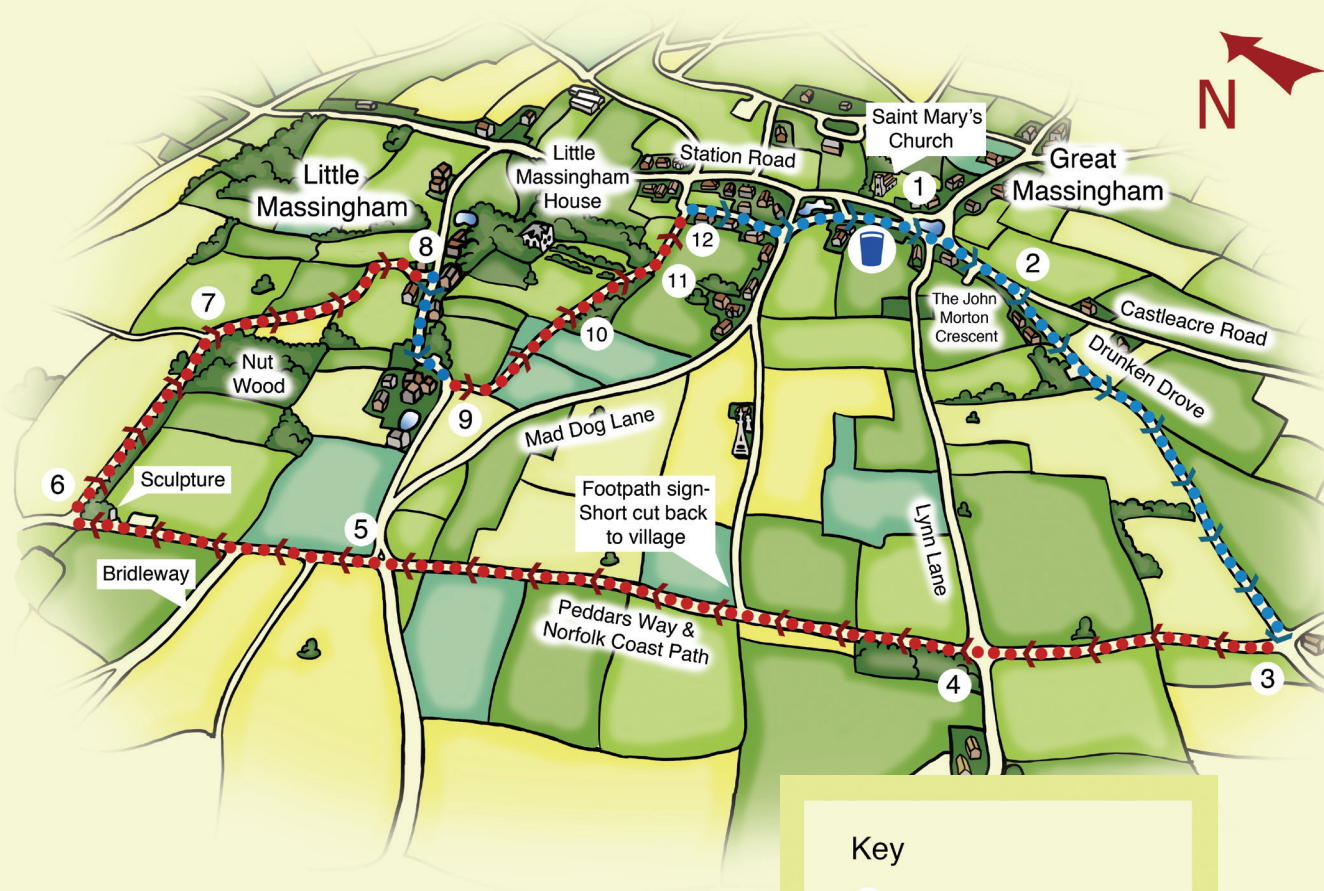 N
Saint Mary's
Church
Station Road
Little
Massingham
House
Great
Massingham
Little
Massingham
1
12
8
2
11
7
The John
Morton
Crescent
Castleacre Road
10
Drunken Drove
Nut
Wood
9
Mad Dog Lane
6
Sculpture
Footpath sign-
Short cut back
to village
5
Lynn Lane
Bridleway
Peddars Way &
Norfolk Coast Path
4
3
Key